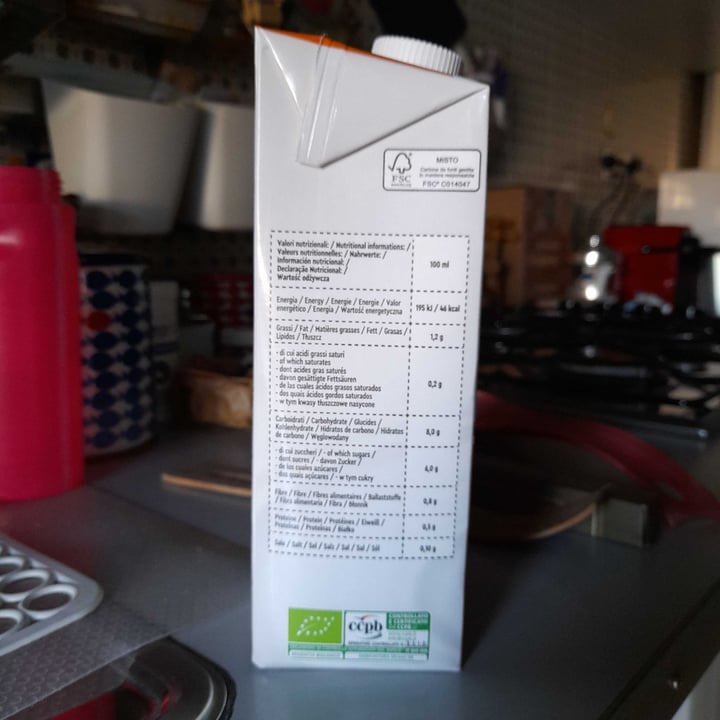 MISTO
Cartone da fonti gestite
in maniera responsabile
FSC
FSC® C014047
Valori nutrizionali: / Nutritional informations: /
Valeurs nutritionnelles: / Nahrwerte: /
Información nutricional: /
Declaração Nutricional: /
Wartość odżywcza
100 ml
Energia / Energy / Energie / Energie / Valor
energético / Energia / Wartość energetyczna
195 kJ / 46 kcal
Grassi / Fat / Matières grasses / Fett / Grasas /
Lipidos / Tłuszcz
1,2 g
- di cui acidi grassi saturi
- of which saturates
- dont acides gras saturés
- davon gesättigte Fettsäuren
- de las cuales ácidos grasos saturados
- dos quais ácidos gordos saturados
- w tym kwasy tłuszczowe nasycone
0,2 g
Carboidrati / Carbohydrate / Glucides /
Kohlenhydrate / Hidratos de carbono / Hidratos
de carbono / Węglowodany
8,0 g
- di cui zuccheri / - of which sugars /
- dont sucres / - davon Zucker /
- de los cuales azúcares /
- dos quais açúcares / - w tym cukry
4,0 g
Fibre / Fibre / Fibres alimentaires / Ballaststoffe
/ Fibra alimentaria / Fibra / Błonnik
0,8 g
Proteine / Protein / Protéines / Eiweiß /
Proteínas / Proteínas / Białko
0,3 g
Sale / Salt / Sel / Salz / Sal / Sal / Sól
0,10 g
ccpb
CONTROLLATO
E CERTIFICATO
DA CCPB